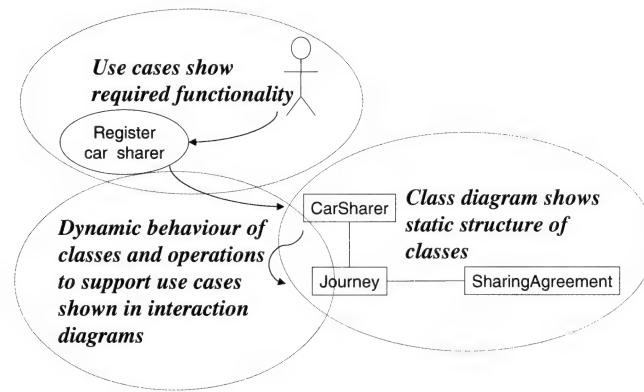 Use cases show
required functionality
Register
car sharer
CarSharer
Class diagram shows
static structure of
classes
Dynamic behaviour of
classes and operations
to support use cases
shown in interaction
diagrams
Journey
SharingAgreement